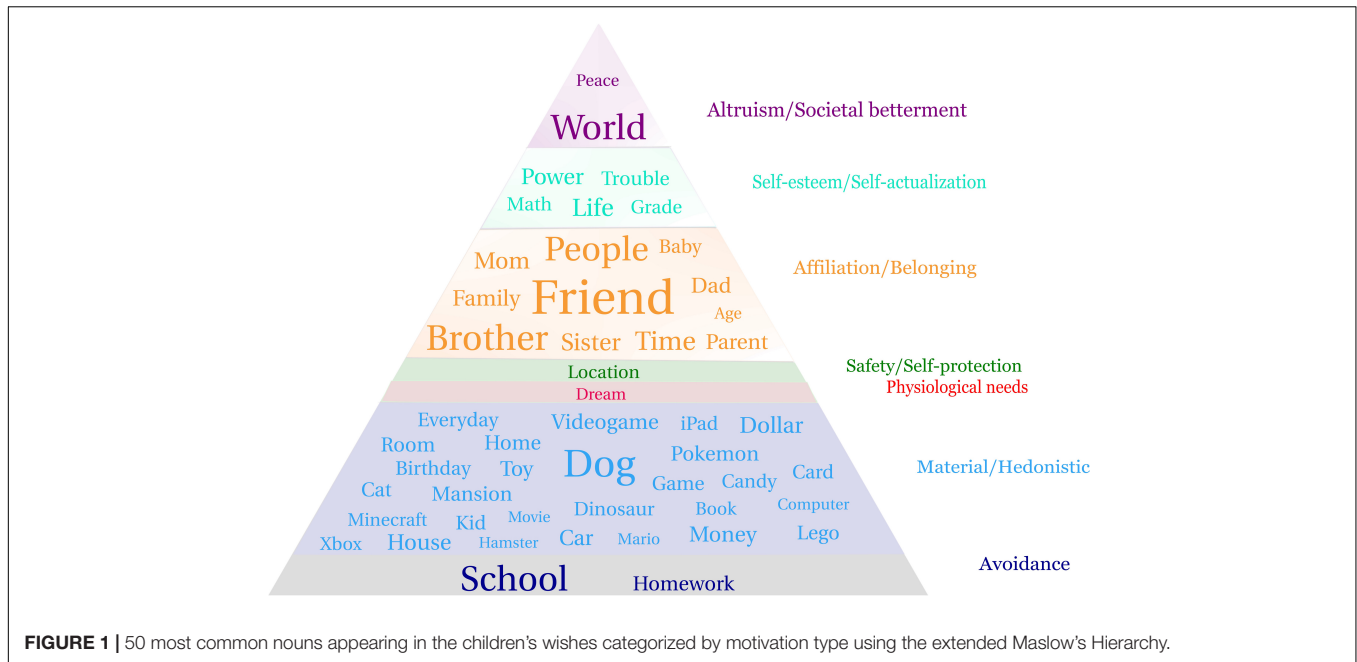 Peace
World
Altruism/Societal betterment
Power Trouble
Self-esteem/Self-actualization
Math Life Grade
Mom People Baby
Affiliation/Belonging
Family Friend Dad
Age
Brother Sister Time Parent
Location
Safety/Self-protection
Dream
Physiological needs
Everyday Videogame iPad Dollar
Room Home
Dog Pokemon
Birthday Toy
Material/Hedonistic
Game Candy Card
Cat Mansion
Dinosaur Book Computer
Minecraft Kid Movie
Xbox House Hamster Car Mario Money Lego
Avoidance
School Homework
FIGURE 1 | 50 most common nouns appearing in the children's wishes categorized by motivation type using the extended Maslow's Hierarchy.